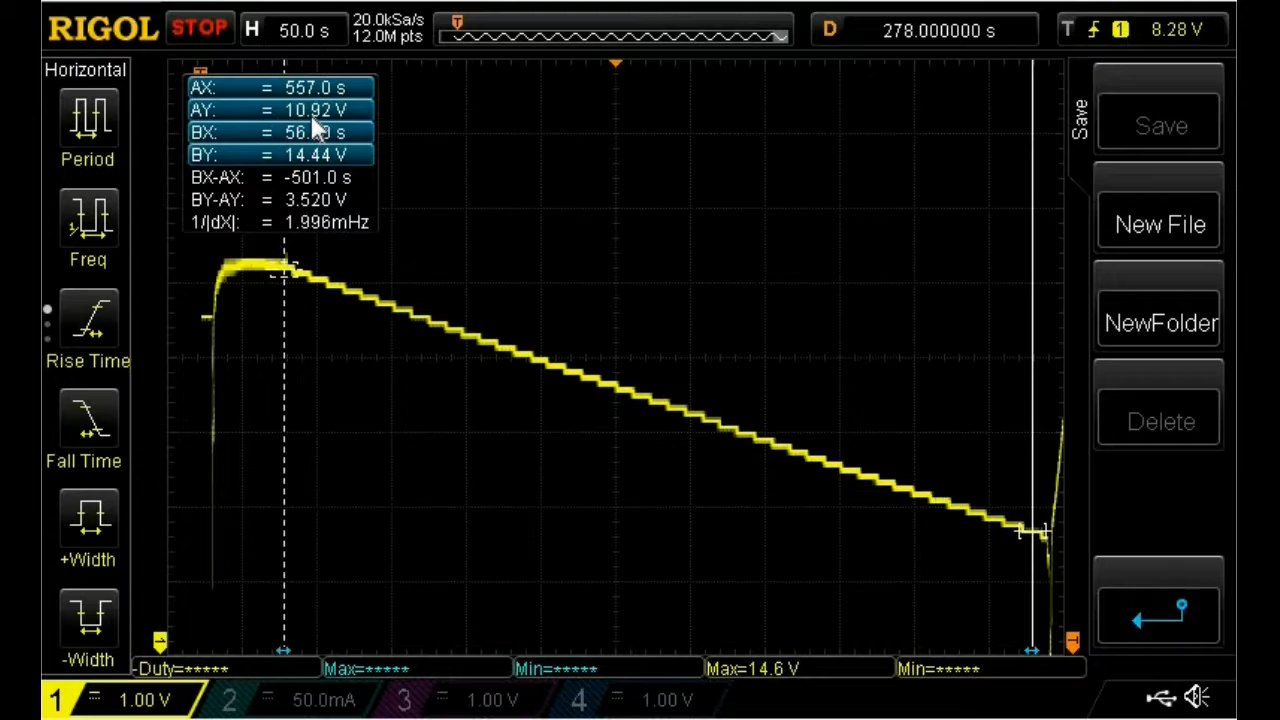 RIGOL STOP H 50.0 s 20.0kSa/s 12.0M pts T D 278.000000 s T 1 8.28 V
Horizontal
Period
Freq
Rise Time
Fall Time
+Width
-Width
AX: = 557.0 s
AY: = 10.92 V
BX: = 56. s
BY: = 14.44 V
BX-AX: = -501.0 s
BY-AY: = 3.520 V
1/|dX|: = 1.996mHz
Save
Save
New File
NewFolder
Delete
T
-Duty=***** Max=***** Min=***** Max=14.6 V Min=*****
1 1.00 V 2 50.0mA 3 1.00 V 4 1.00 V